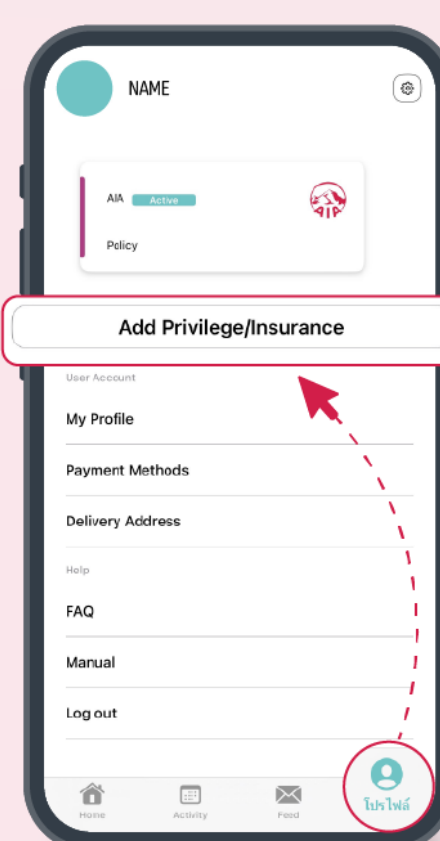 NAME
AIA Active
AIA
Policy
Add Privilege/Insurance
User Account
My Profile
Payment Methods
Delivery Address
Help
FAQ
Manual
Log out
Home
Activity
Feed
โปรไฟล์